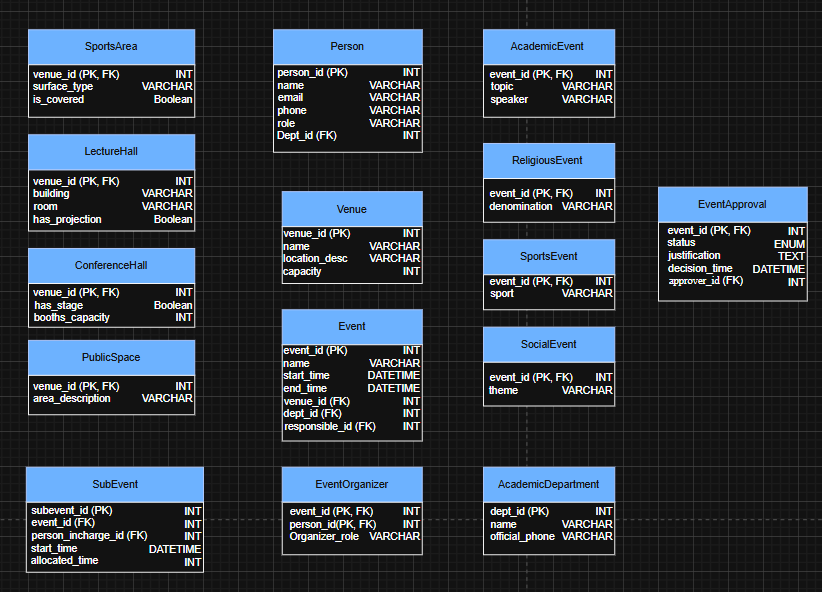 SportsArea
venue_id (PK, FK) INT
surface_type VARCHAR
is_covered Boolean
LectureHall
venue_id (PK, FK) INT
building VARCHAR
room VARCHAR
has_projection Boolean
ConferenceHall
venue_id (PK, FK) INT
has_stage Boolean
booths_capacity INT
PublicSpace
venue_id (PK, FK) INT
area_description VARCHAR
SubEvent
subevent_id (PK) INT
event_id (FK) INT
person_incharge_id (FK) INT
start_time DATETIME
allocated_time INT
Person
person_id (PK) INT
name VARCHAR
email VARCHAR
phone VARCHAR
role VARCHAR
Dept_id (FK) INT
Venue
venue_id (PK) INT
name VARCHAR
location_desc VARCHAR
capacity INT
Event
event_id (PK) INT
name VARCHAR
start_time DATETIME
end_time DATETIME
venue_id (FK) INT
dept_id (FK) INT
responsible_id (FK) INT
EventOrganizer
event_id (PK, FK) INT
person_id(PK, FK) INT
Organizer_role VARCHAR
AcademicEvent
event_id (PK, FK) INT
topic VARCHAR
speaker VARCHAR
ReligiousEvent
event_id (PK, FK) INT
denomination VARCHAR
SportsEvent
event_id (PK, FK) INT
sport VARCHAR
SocialEvent
event_id (PK, FK) INT
theme VARCHAR
AcademicDepartment
dept_id (PK) INT
name VARCHAR
official_phone VARCHAR
EventApproval
event_id (PK, FK) INT
status ENUM
justification TEXT
decision_time DATETIME
approver_id (FK) INT